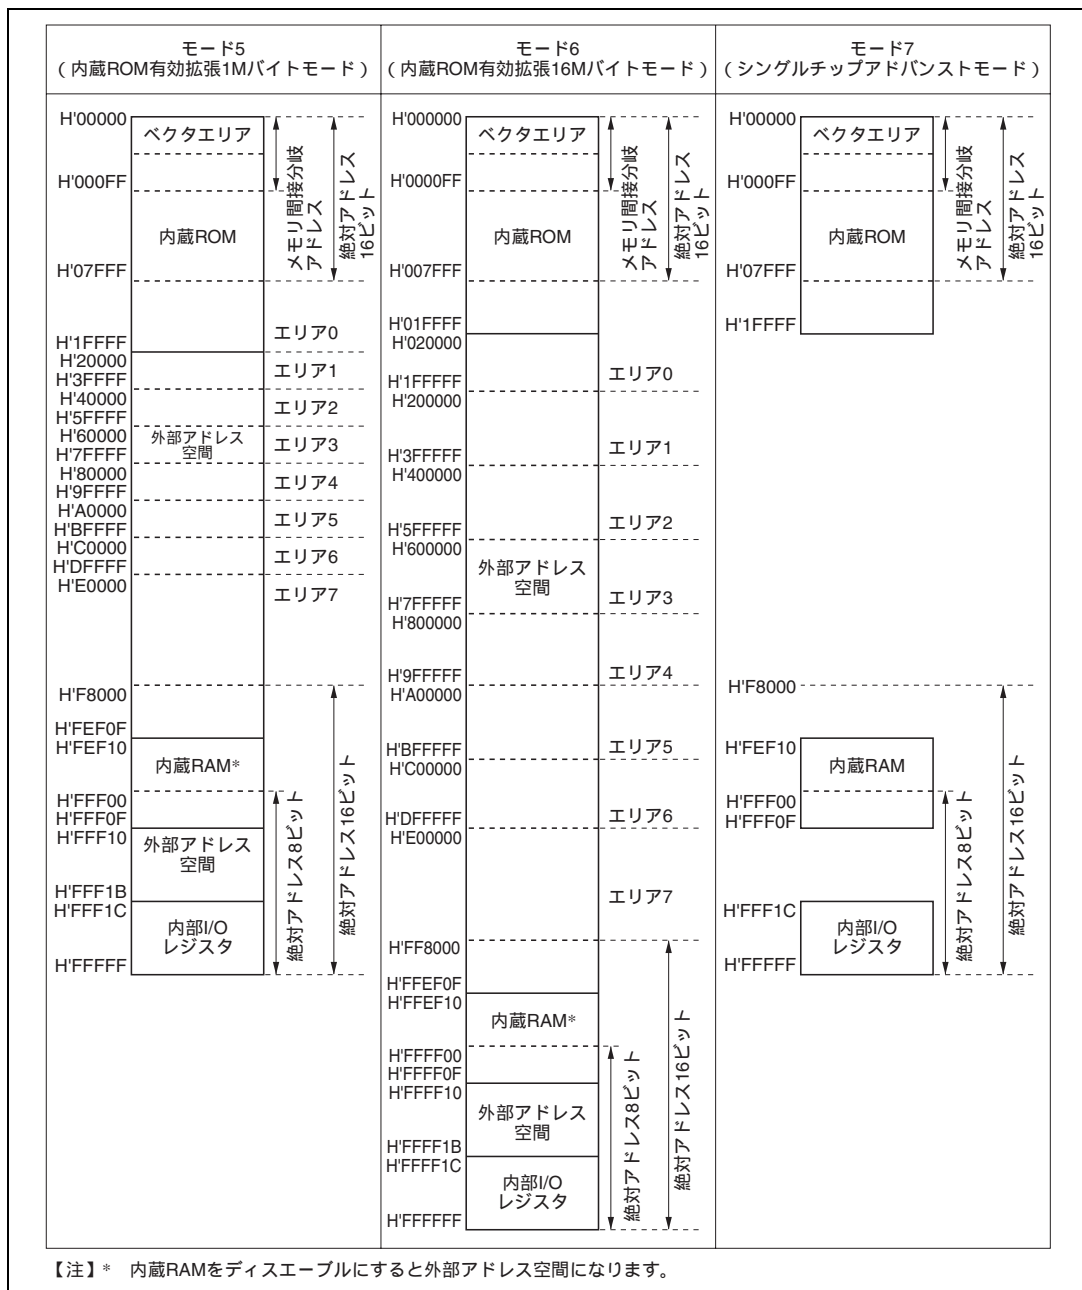 モード5
(内蔵ROM有効拡張1Mバイトモード)
H'00000
ベクタエリア
H'000FF
内蔵ROM
H'07FFF
メモリ間接分岐
アドレス
絶対アドレス
16ビット
H'1FFFF
エリア0
H'20000
H'3FFFF
エリア1
H'40000
H'5FFFF
エリア2
H'60000
H'7FFFF
外部アドレス
空間
エリア3
H'80000
H'9FFFF
エリア4
H'A0000
H'BFFFF
エリア5
H'C0000
H'DFFFF
エリア6
H'E0000
エリア7
H'F8000
H'FEF0F
H'FEF10
内蔵RAM*
H'FFF00
H'FFF0F
H'FFF10
外部アドレス
空間
H'FFF1B
H'FFF1C
内部I/O
レジスタ
H'FFFFF
絶対アドレス8ビット
絶対アドレス16ビット
モード6
(内蔵ROM有効拡張16Mバイトモード)
H'000000
ベクタエリア
H'0000FF
内蔵ROM
H'007FFF
メモリ間接分岐
アドレス
絶対アドレス
16ビット
H'01FFFF
H'020000
エリア0
H'1FFFFF
H'200000
エリア1
H'3FFFFF
H'400000
エリア2
H'5FFFFF
H'600000
外部アドレス
空間
エリア3
H'7FFFFF
H'800000
エリア4
H'9FFFFF
H'A00000
エリア5
H'BFFFFF
H'C00000
エリア6
H'DFFFFF
H'E00000
エリア7
H'FF8000
H'FFEF0F
H'FFEF10
内蔵RAM*
H'FFFF00
H'FFFF0F
H'FFFF10
外部アドレス
空間
H'FFFF1B
H'FFFF1C
内部I/O
レジスタ
H'FFFFFF
絶対アドレス8ビット
絶対アドレス16ビット
モード7
(シングルチップアドバンストモード)
H'00000
ベクタエリア
H'000FF
内蔵ROM
H'07FFF
メモリ間接分岐
アドレス
絶対アドレス
16ビット
H'1FFFF
H'F8000
H'FEF10
内蔵RAM
H'FFF00
H'FFF0F
H'FFF1C
内部I/O
レジスタ
H'FFFFF
絶対アドレス8ビット
絶対アドレス16ビット
【注】* 内蔵RAMをディスエーブルにすると外部アドレス空間になります。